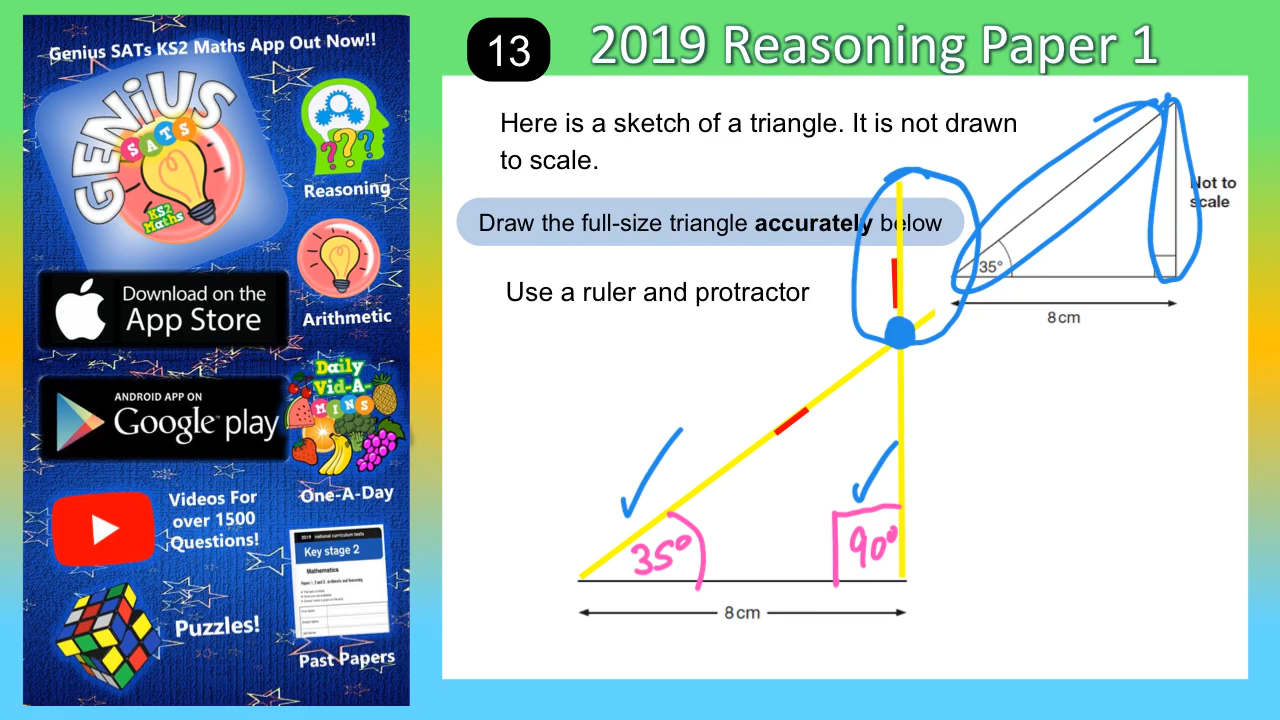 Genius SATs KS2 Maths App Out Now!!
GENiUS
SATS
KS2
Maths
Reasoning
Arithmetic
Download on the
App Store
ANDROID APP ON
Google play
Daily
Vid-A-
MINS
One-A-Day
Videos For
over 1500
Questions!
2019 national curriculum tests
Key stage 2
Mathematics
Puzzles!
Past Papers
13
2019 Reasoning Paper 1
Here is a sketch of a triangle. It is not drawn
to scale.
Draw the full-size triangle accurately below
Use a ruler and protractor
Not to
scale
35°
8 cm
35°
90°
8 cm